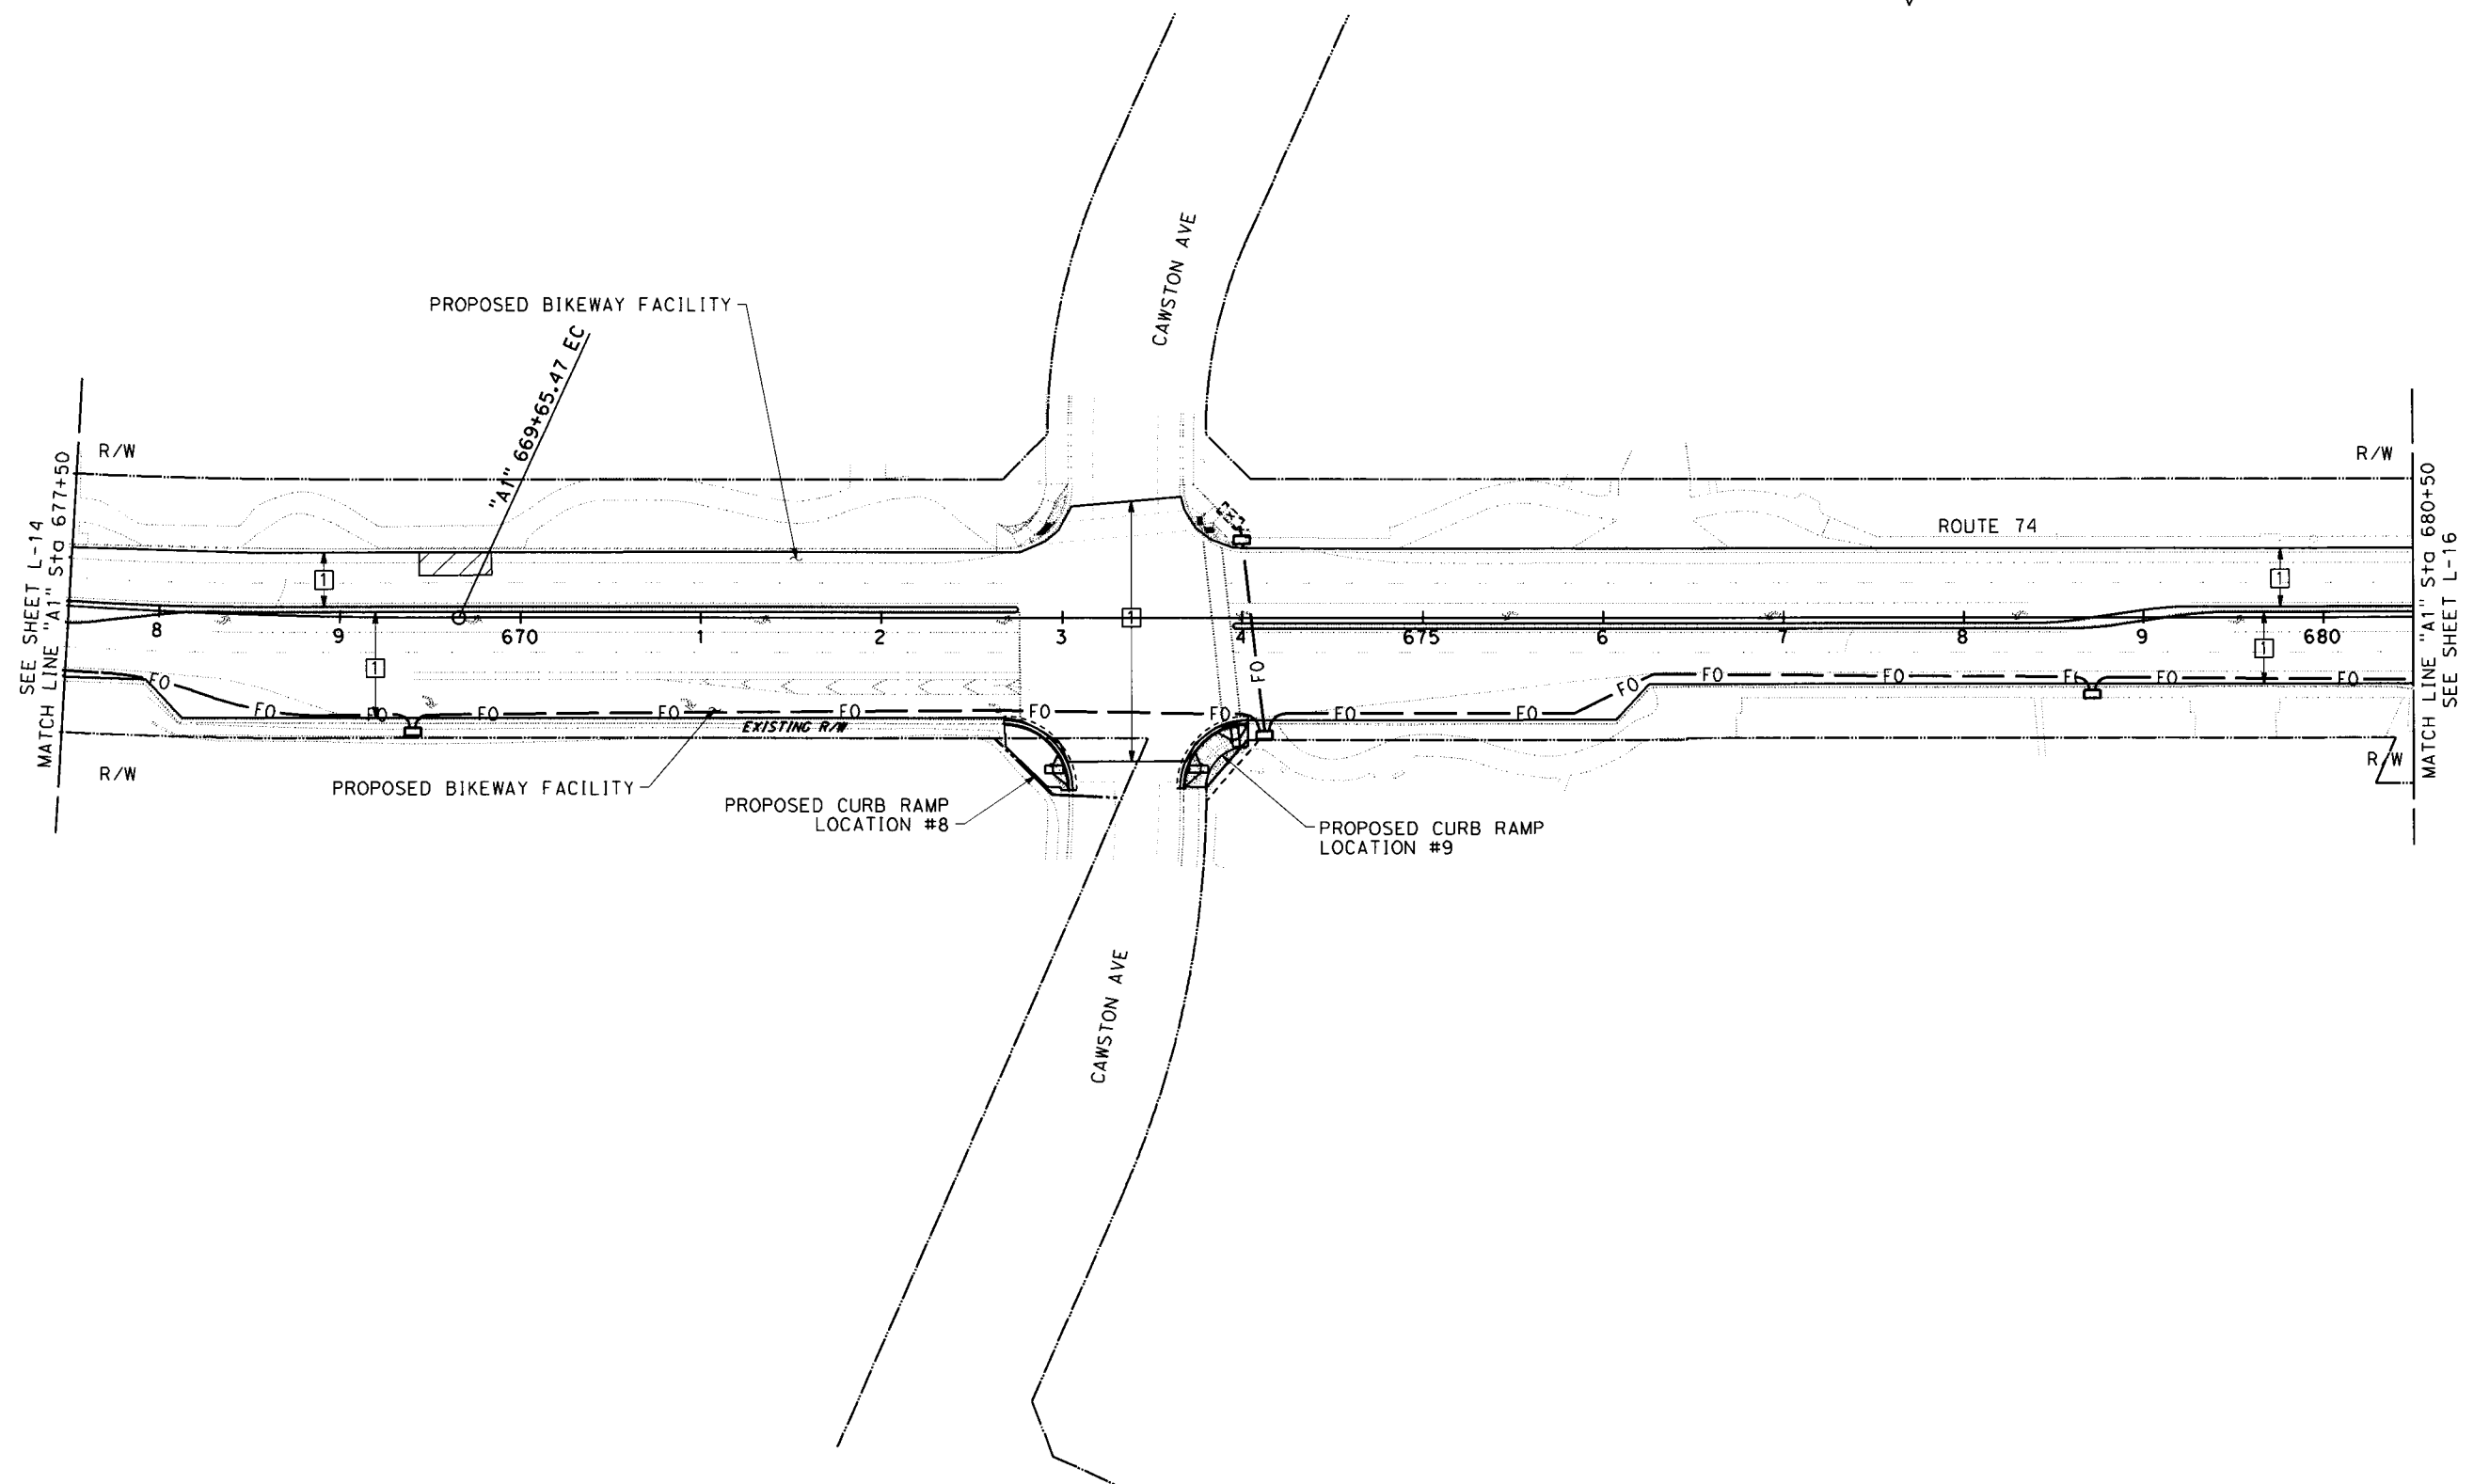 CAWSTON AVE
PROPOSED BIKEWAY FACILITY
"A1" 669+65.47 EC
R/W
R/W
SEE SHEET L-14
MATCH LINE "A1" Sta 677+50
ROUTE 74
MATCH LINE "A1" Sta 680+50
SEE SHEET L-16
1
1
1
8
9
670
1
2
3
4
675
6
7
8
9
680
1
1
FO
FO
FO
FO
FO
FO
FO
FO
FO
FO
FO
FO
FO
FO
F
FO
FO
EXISTING R/W
R/W
R/W
PROPOSED BIKEWAY FACILITY
PROPOSED CURB RAMP
LOCATION #8
PROPOSED CURB RAMP
LOCATION #9
CAWSTON AVE